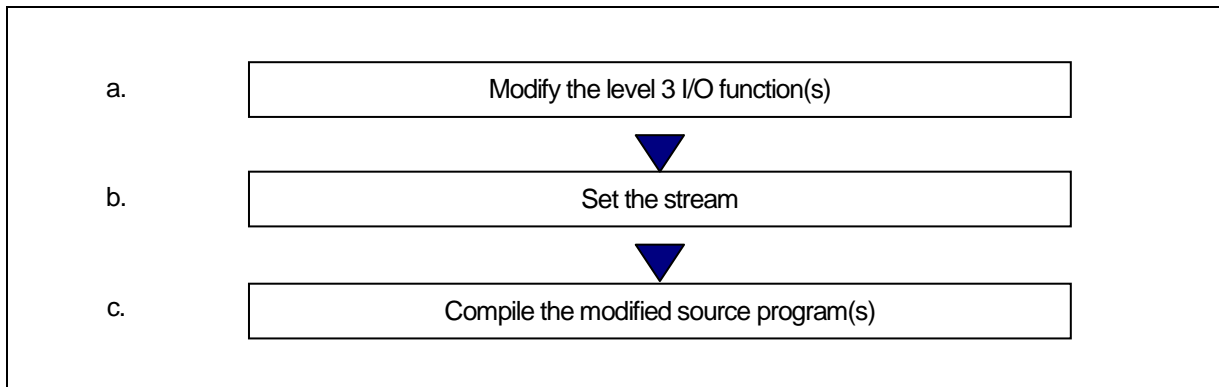 a. Modify the level 3 I/O function(s)
b. Set the stream
c. Compile the modified source program(s)